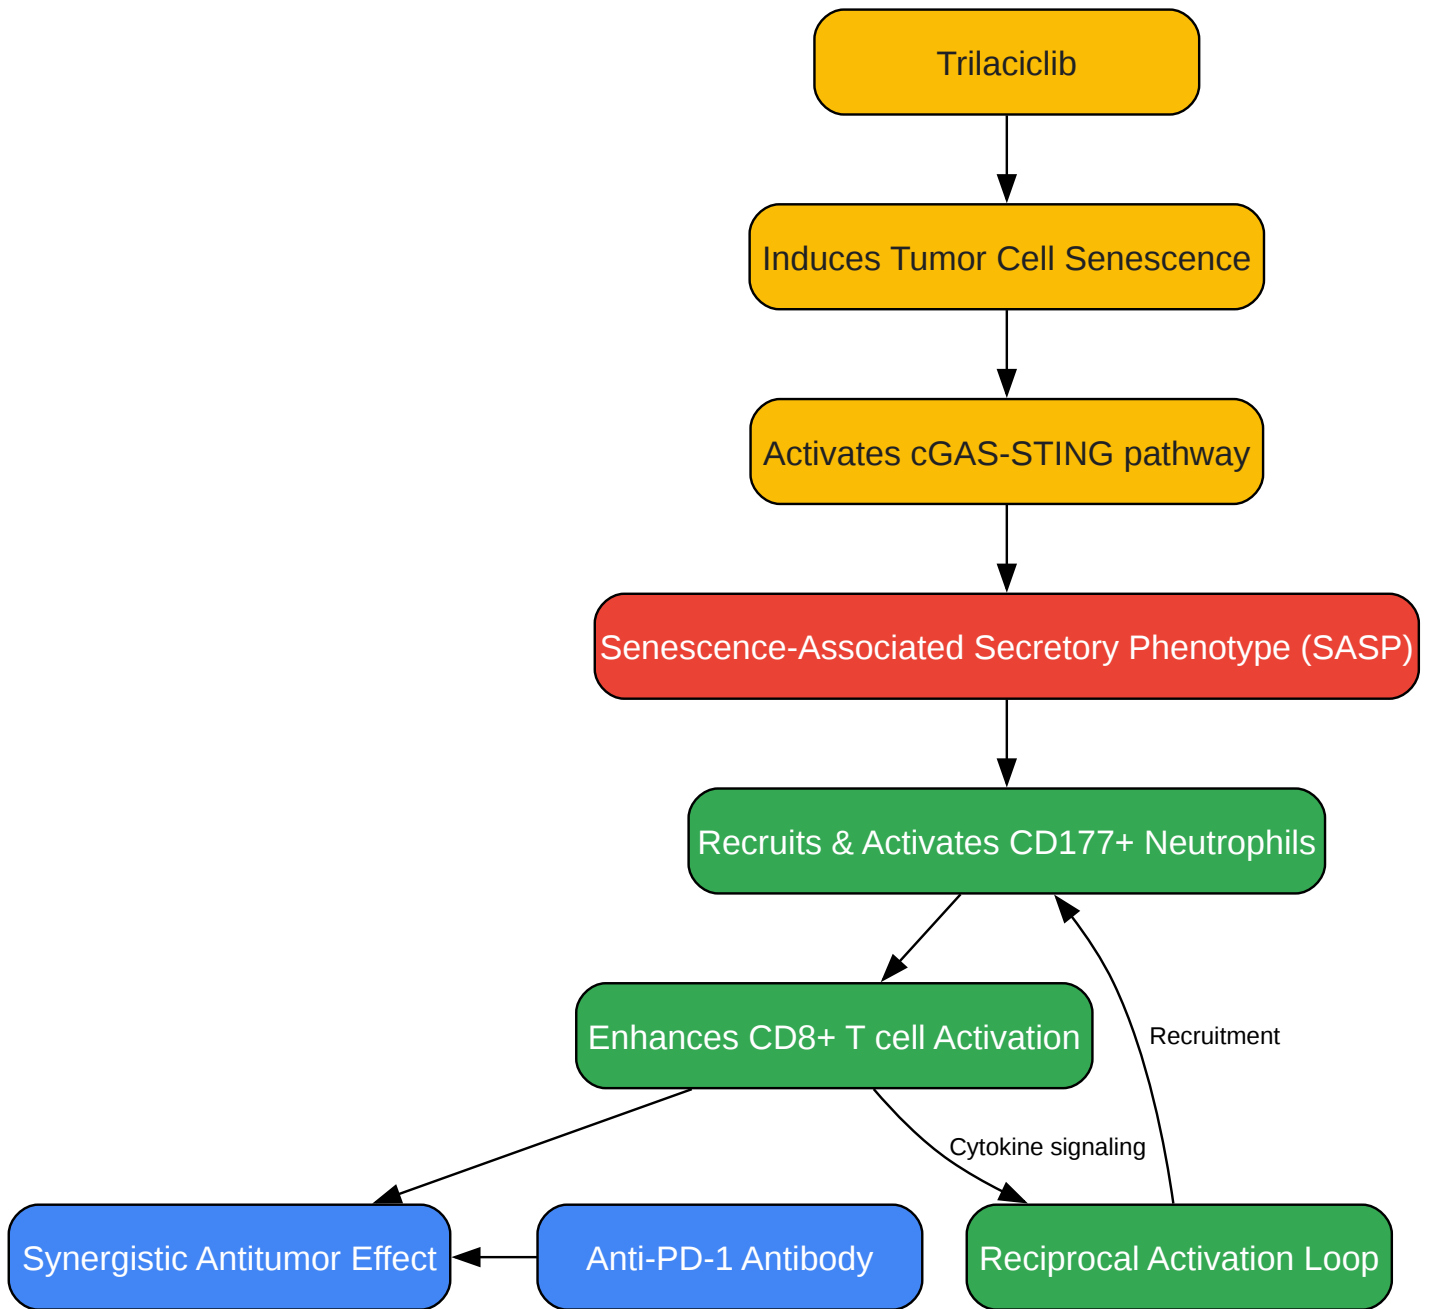 Trilaciclib
Induces Tumor Cell Senescence
Activates cGAS-STING pathway
Senescence-Associated Secretory Phenotype (SASP)
Recruits & Activates CD177+ Neutrophils
Enhances CD8+ T cell Activation
Recruitment
Cytokine signaling
Synergistic Antitumor Effect
Anti-PD-1 Antibody
Reciprocal Activation Loop